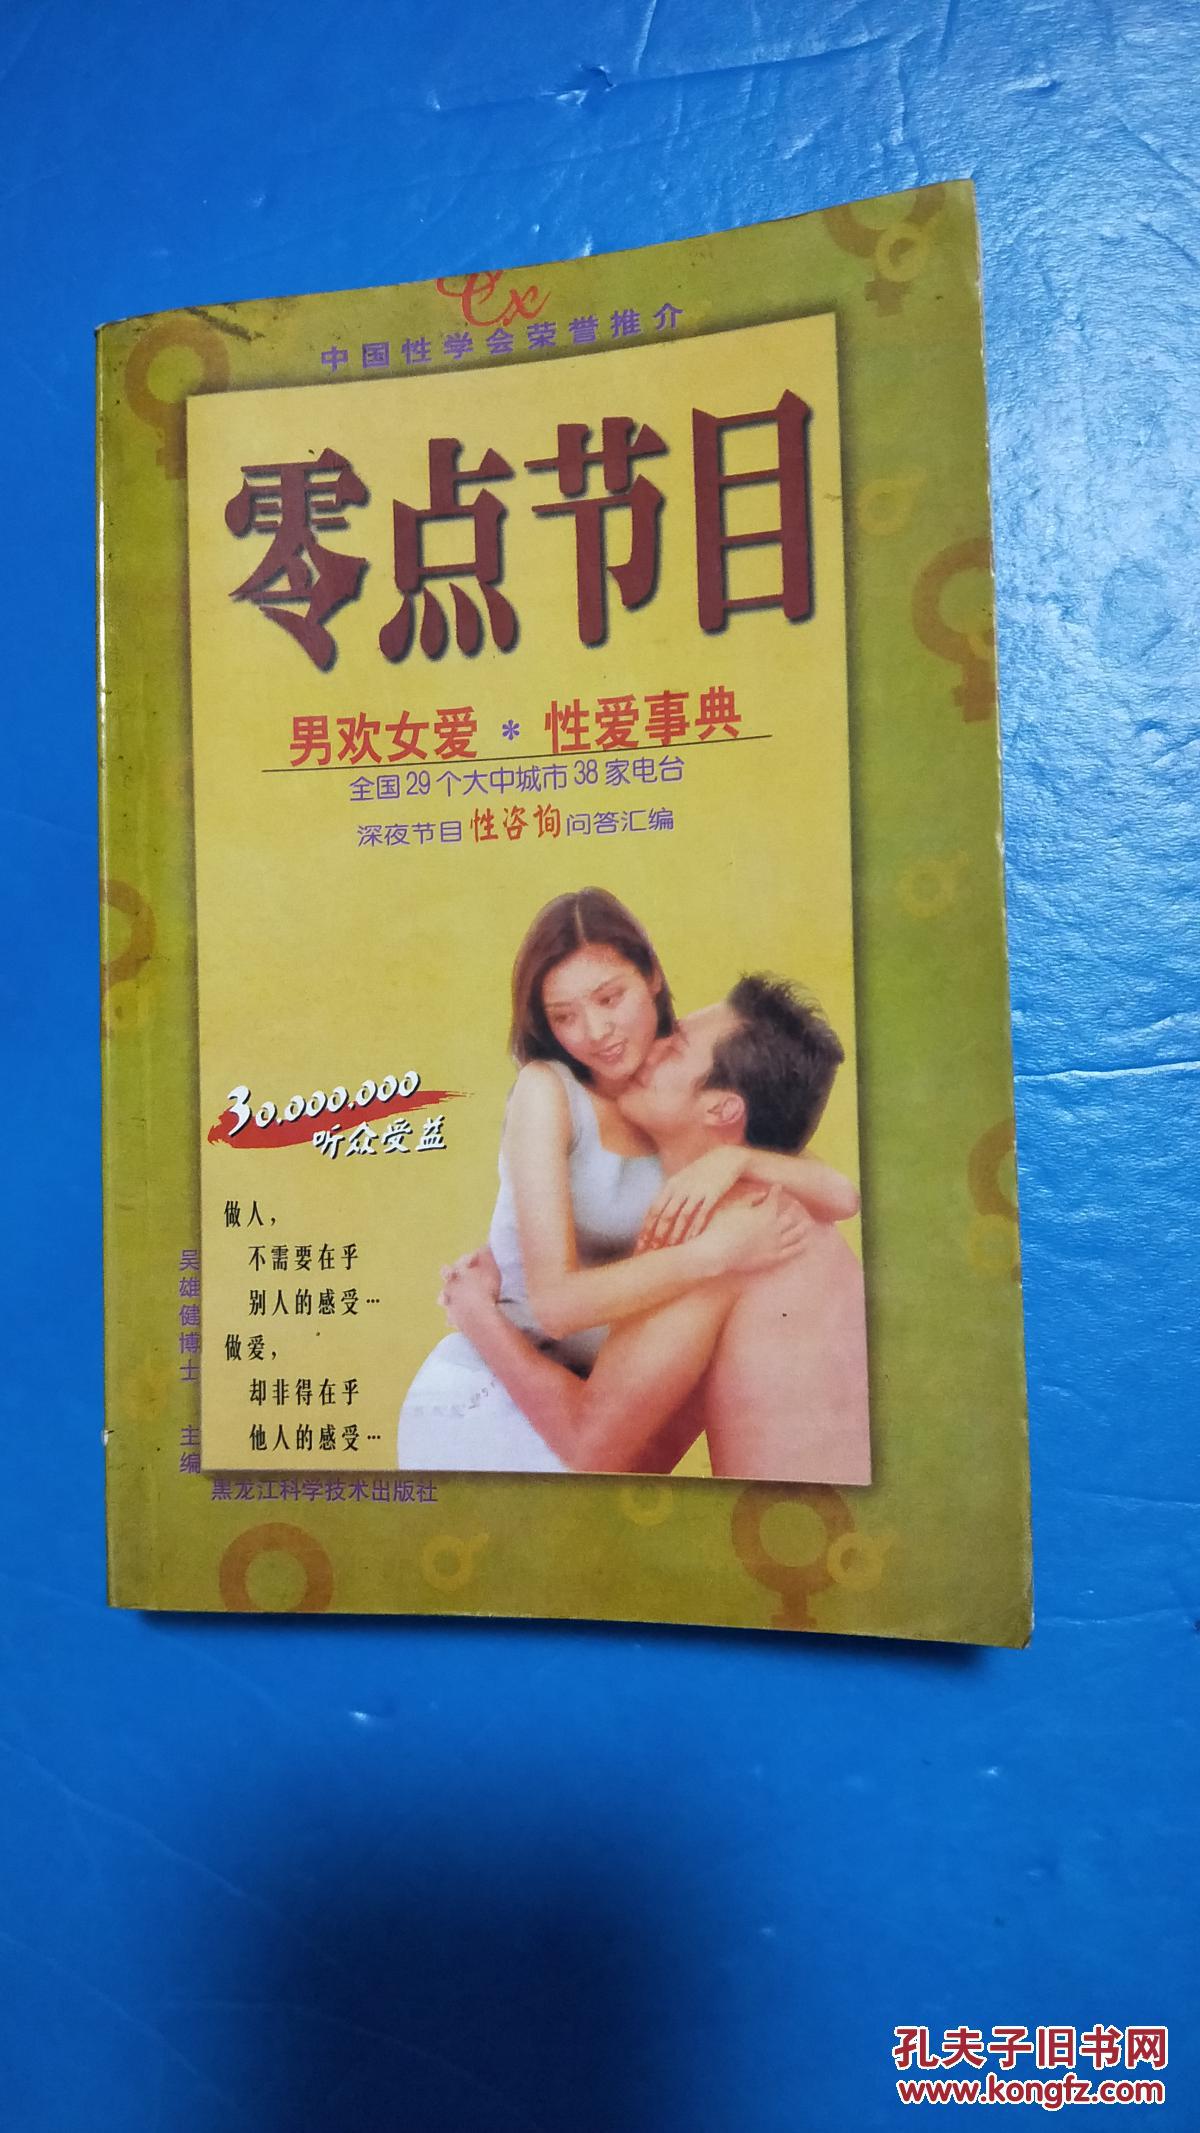 中国性学会荣誉推介
零点节目
男欢女爱 * 性爱事典
全国29个大中城市38家电台
深夜节目性咨询问答汇编
30,000,000
听众受益
做人，
不需要在乎
别人的感受…
做爱，
却非得在乎
他人的感受…
吴雄健博士 主编
黑龙江科学技术出版社
孔夫子旧书网
www.kongfz.com